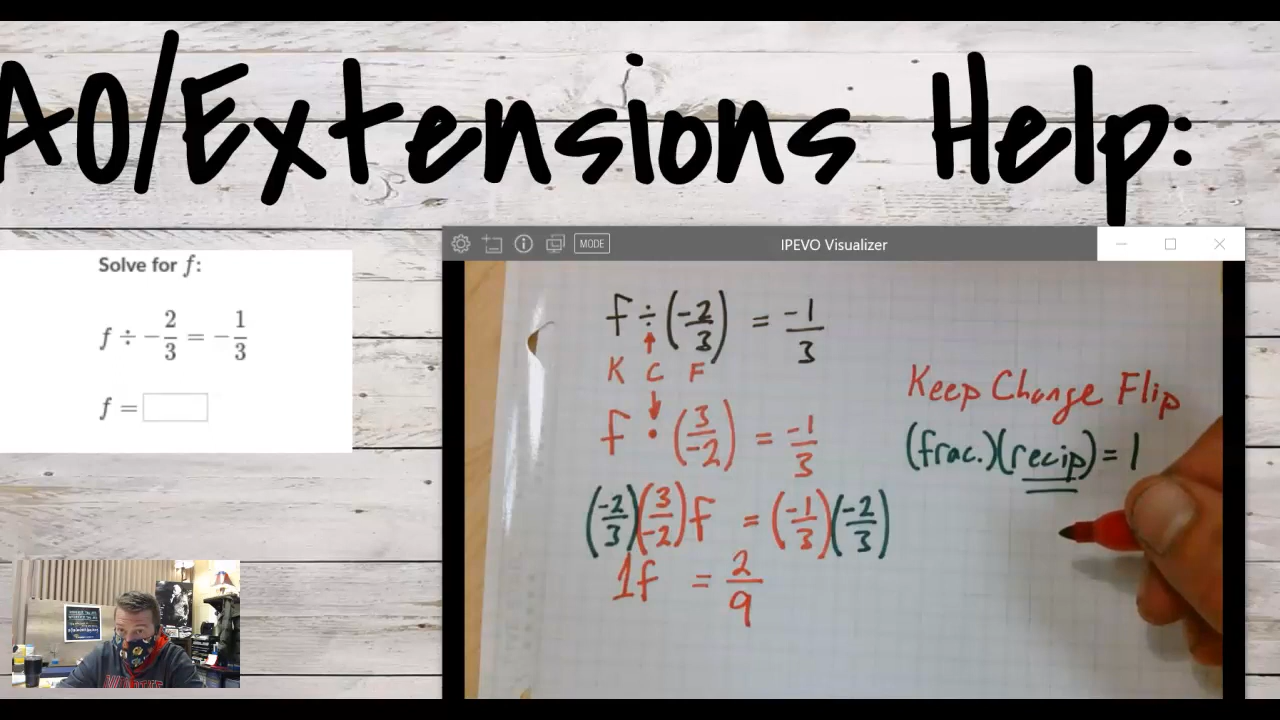 AO/Extensions Help:
Solve for f:
f ÷ -2/3 = -1/3
f =
MODE
IPEVO Visualizer
f ÷ (-2/3) = -1/3
K C F
f · (3/-2) = -1/3
(-2/3)(3/-2)f = (-1/3)(-2/3)
1f = 2/9
Keep Change Flip
(frac.)(recip) = 1